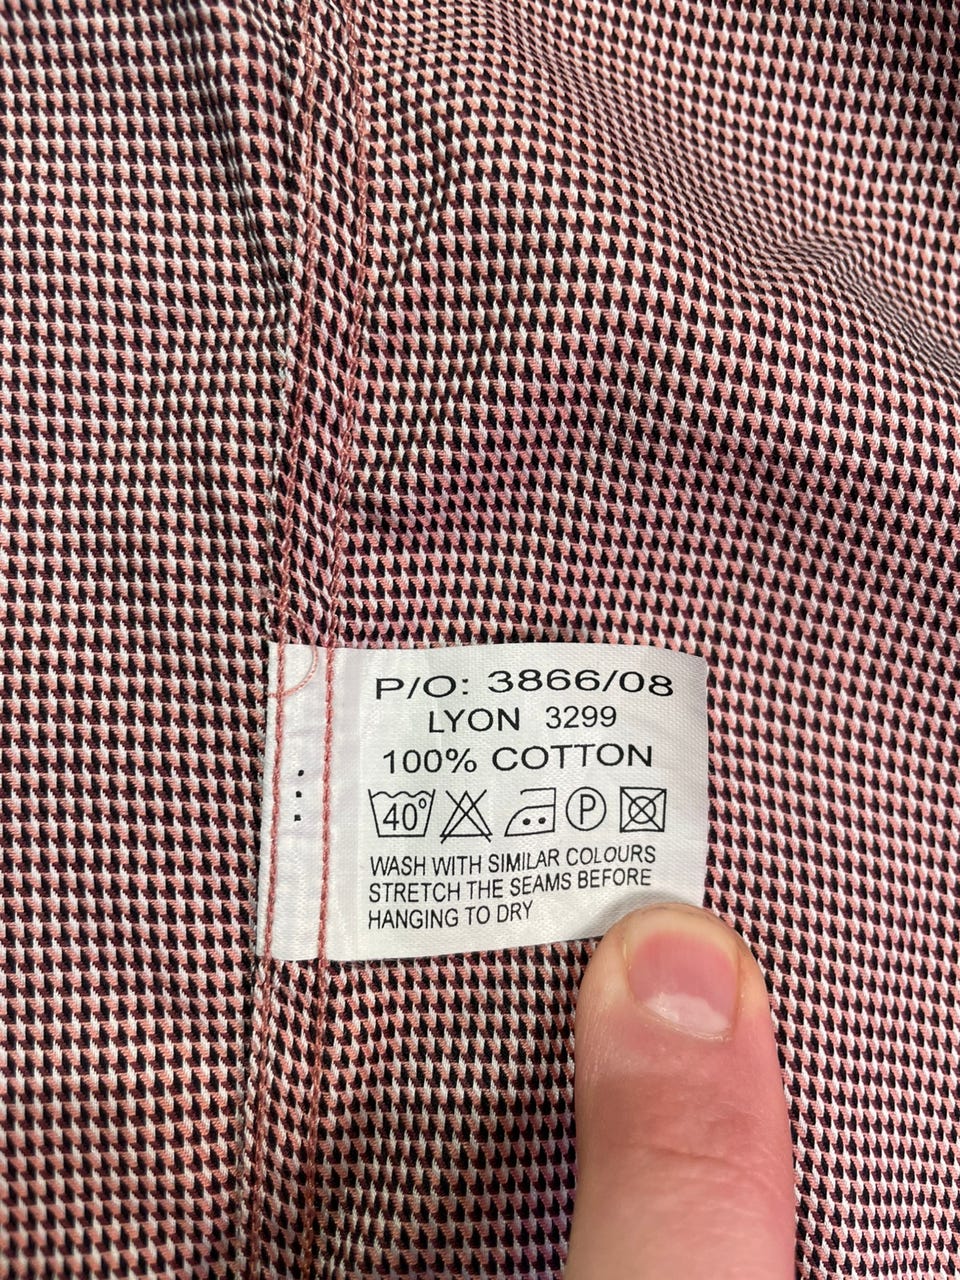 P/O: 3866/08
LYON 3299
100% COTTON
40° P
WASH WITH SIMILAR COLOURS
STRETCH THE SEAMS BEFORE
HANGING TO DRY